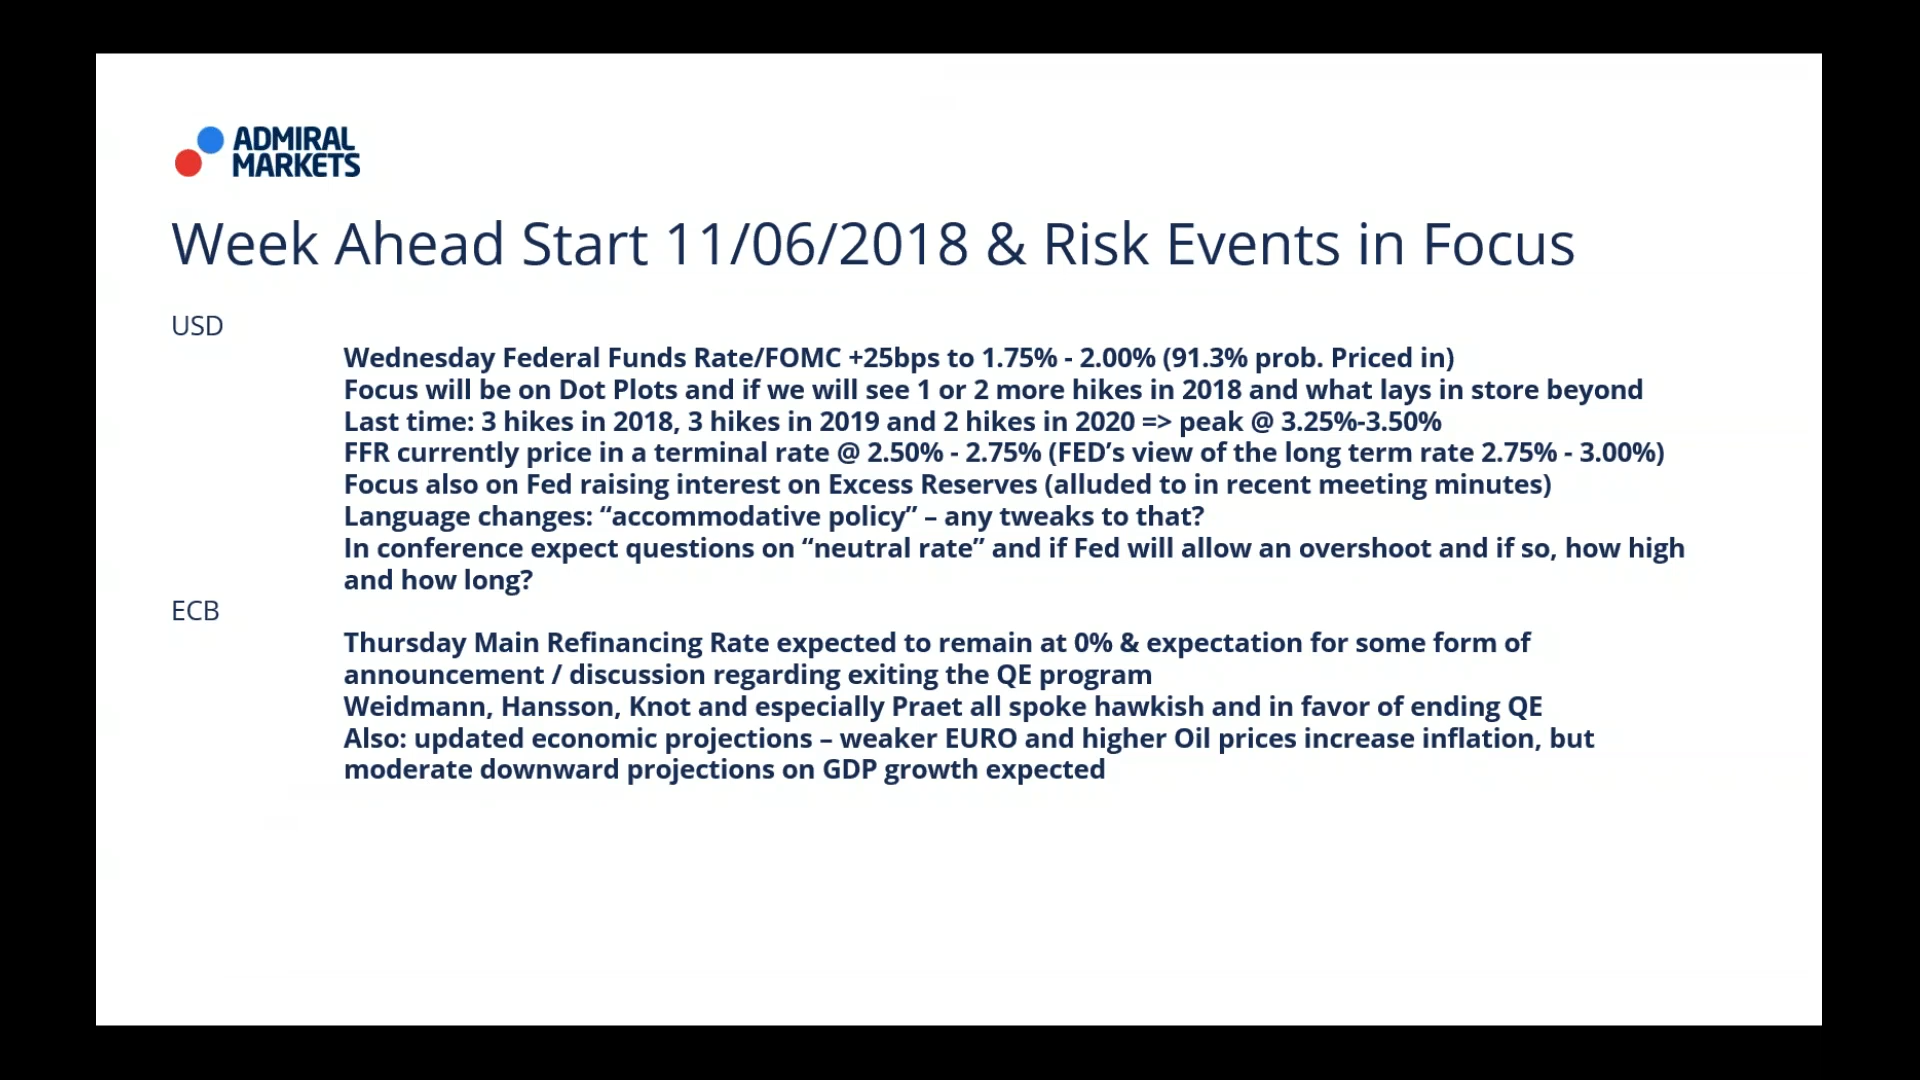 ADMIRAL
MARKETS
Week Ahead Start 11/06/2018 & Risk Events in Focus
USD
Wednesday Federal Funds Rate/FOMC +25bps to 1.75% - 2.00% (91.3% prob. Priced in)
Focus will be on Dot Plots and if we will see 1 or 2 more hikes in 2018 and what lays in store beyond
Last time: 3 hikes in 2018, 3 hikes in 2019 and 2 hikes in 2020 => peak @ 3.25%-3.50%
FFR currently price in a terminal rate @ 2.50% - 2.75% (FED’s view of the long term rate 2.75% - 3.00%)
Focus also on Fed raising interest on Excess Reserves (alluded to in recent meeting minutes)
Language changes: “accommodative policy” – any tweaks to that?
In conference expect questions on “neutral rate” and if Fed will allow an overshoot and if so, how high
and how long?
ECB
Thursday Main Refinancing Rate expected to remain at 0% & expectation for some form of
announcement / discussion regarding exiting the QE program
Weidmann, Hansson, Knot and especially Praet all spoke hawkish and in favor of ending QE
Also: updated economic projections – weaker EURO and higher Oil prices increase inflation, but
moderate downward projections on GDP growth expected